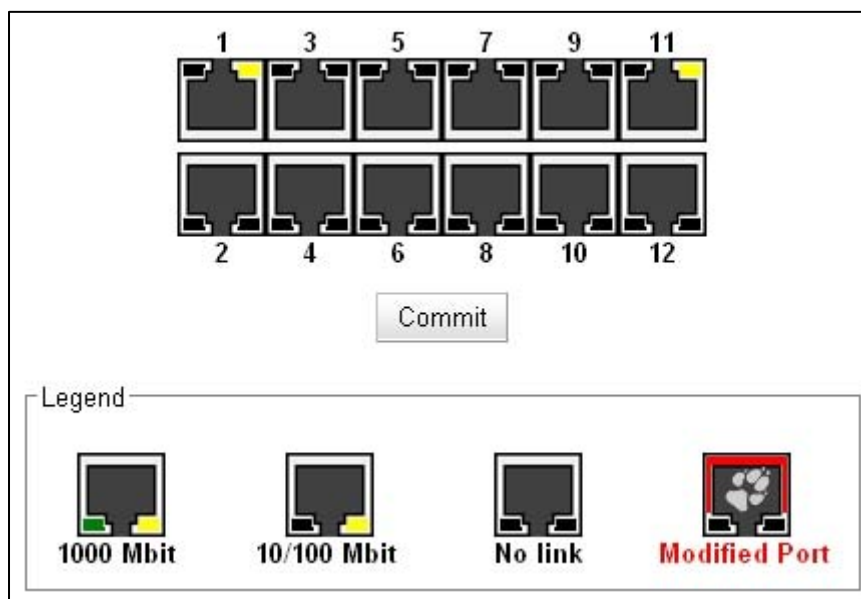 1 3 5 7 9 11
2 4 6 8 10 12
Commit
Legend
1000 Mbit 10/100 Mbit No link Modified Port